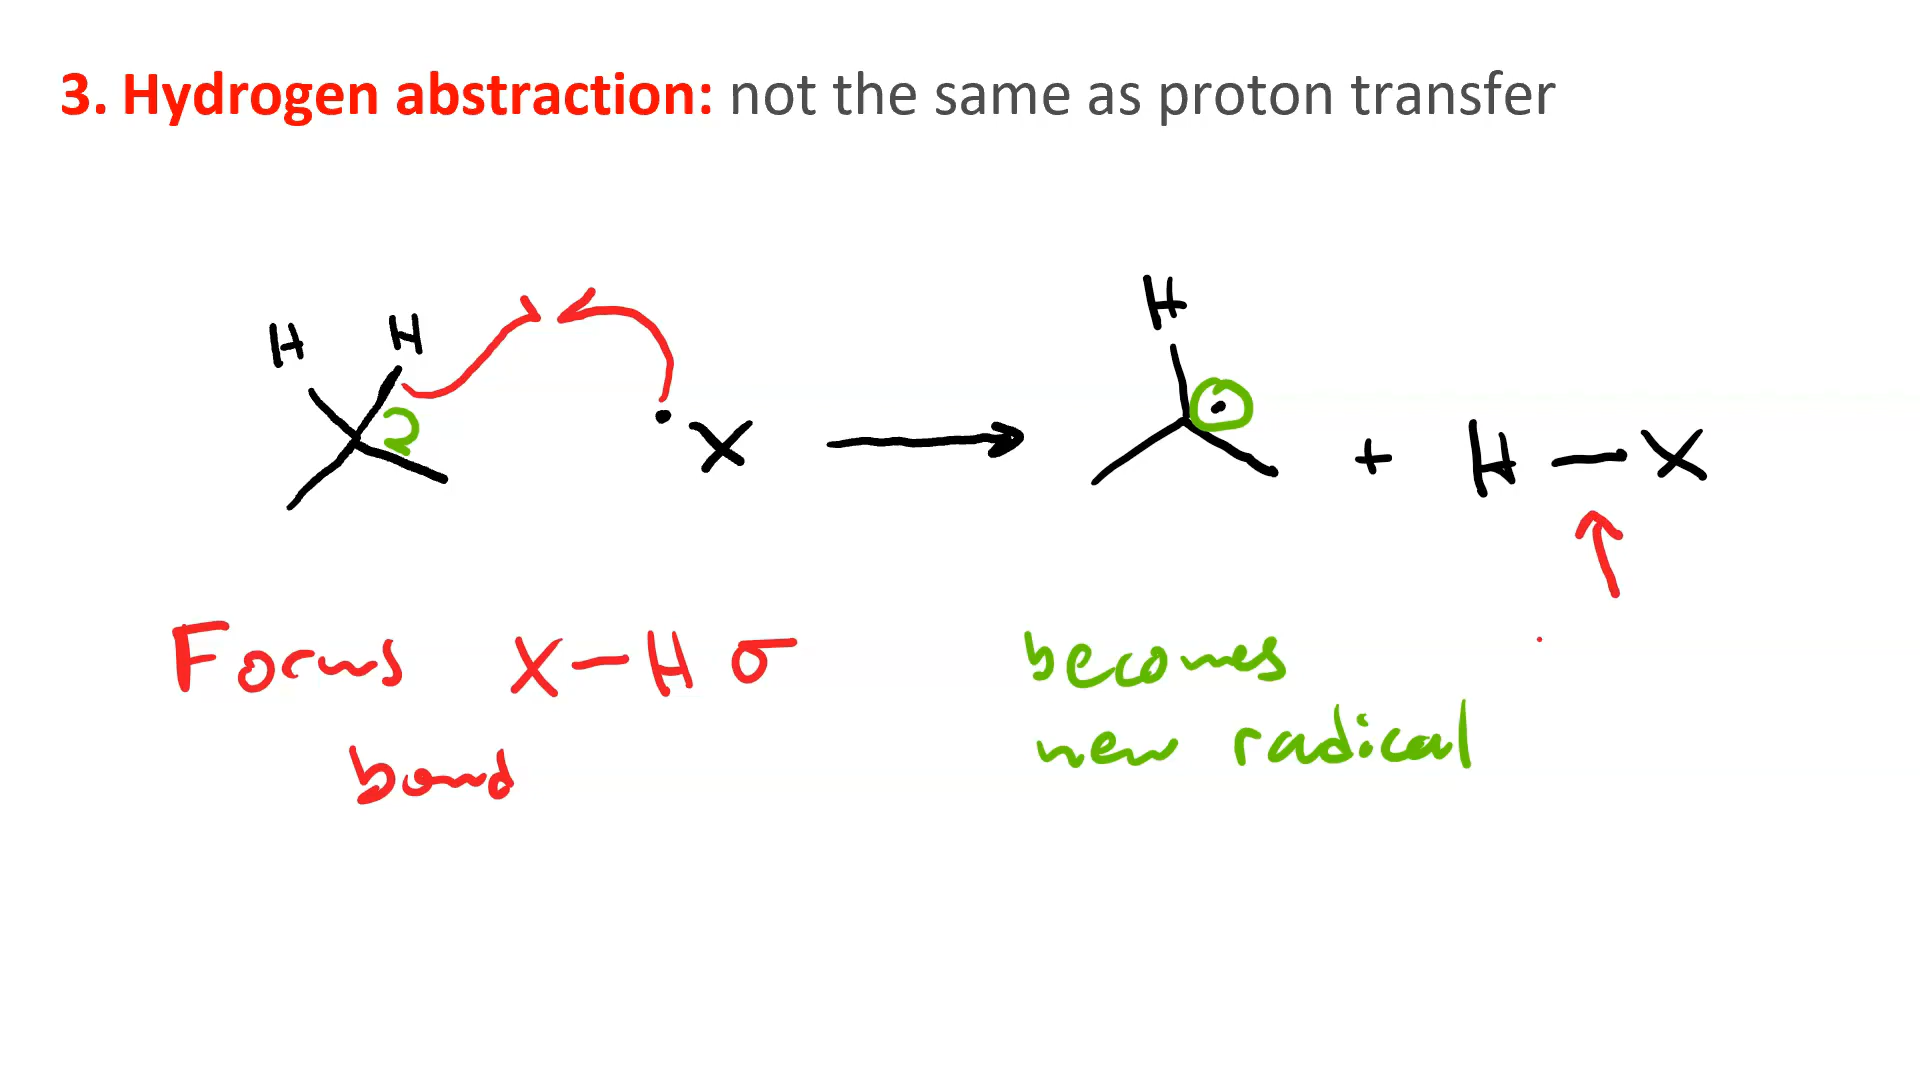 3. Hydrogen abstraction: not the same as proton transfer
H H · X → H · + H — X
Forms X–H σ
bond
becomes
new radical